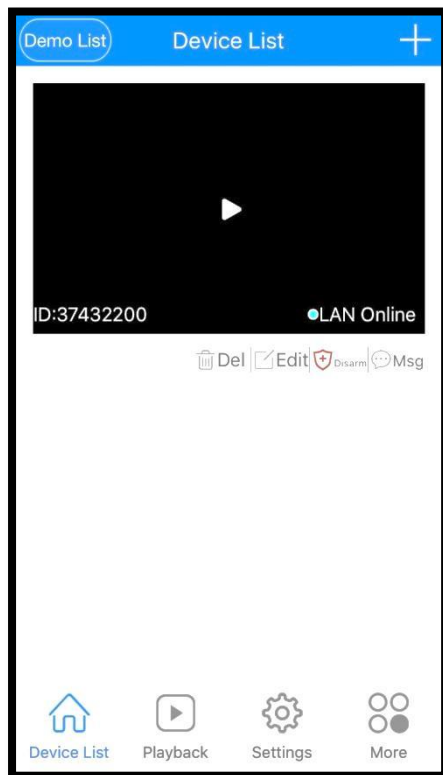 Demo List Device List
ID:37432200 LAN Online
Del Edit Disarm Msg
Device List Playback Settings More